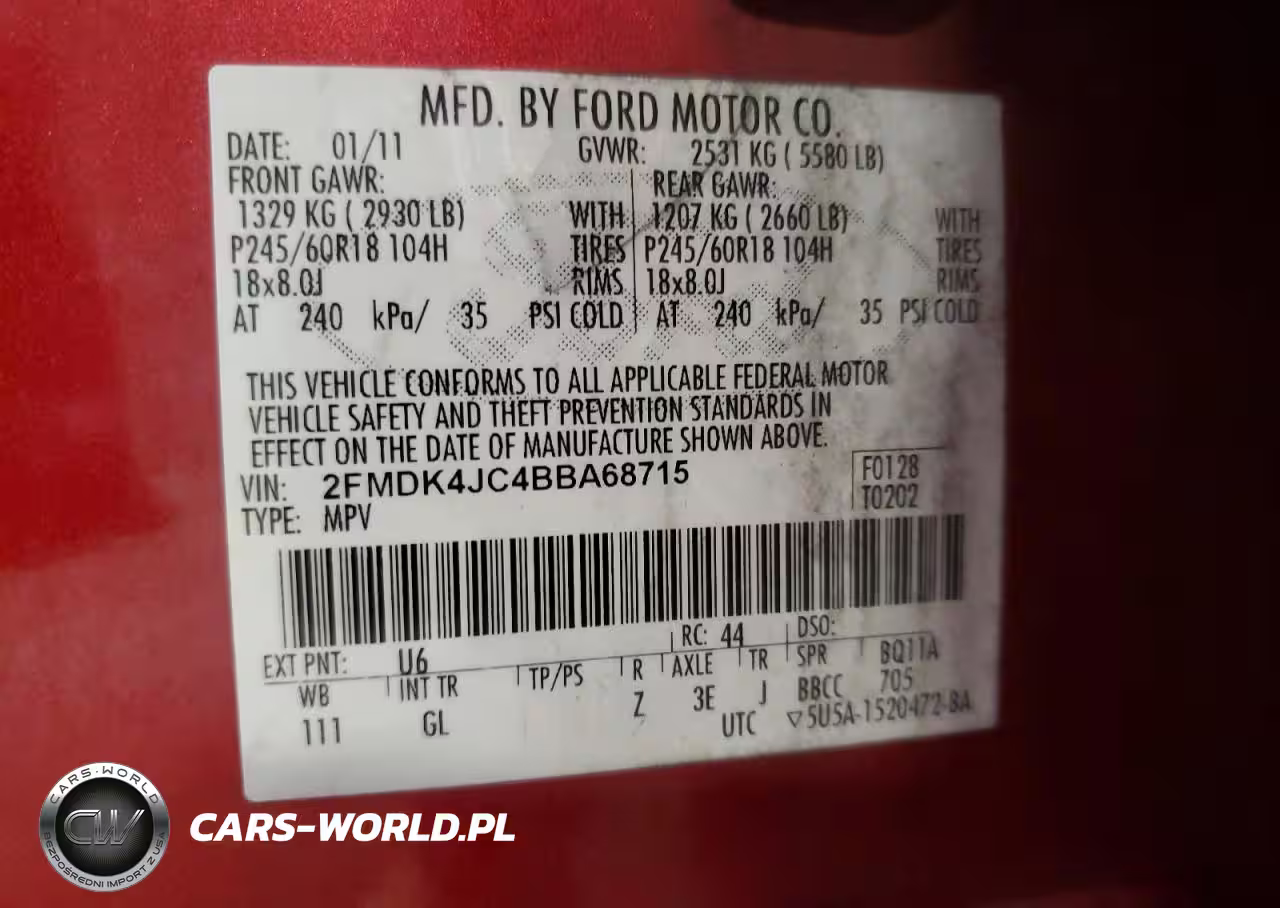 MFD. BY FORD MOTOR CO.
DATE: 01/11 GVWR: 2531 KG ( 5580 LB)
FRONT GAWR: REAR GAWR:
1329 KG ( 2930 LB) WITH 1207 KG ( 2660 LB) WITH
P245/60R18 104H TIRES P245/60R18 104H TIRES
18x8.0J RIMS 18x8.0J RIMS
AT 240 kPa/ 35 PSI COLD AT 240 kPa/ 35 PSI COLD
THIS VEHICLE CONFORMS TO ALL APPLICABLE FEDERAL MOTOR
VEHICLE SAFETY AND THEFT PREVENTION STANDARDS IN
EFFECT ON THE DATE OF MANUFACTURE SHOWN ABOVE.
VIN: 2FMDK4JC4BBA68715 F0128
TYPE: MPV T0202
EXT PNT: U6 RC: 44 DSO:
WB INT TR TP/PS R AXLE TR SPR BQ11A
111 GL Z 3E J BBCC 705
UTC ▽5U5A-1520472-BA
CARS-WORLD
CW
BEZPOŚREDNI IMPORT Z USA
CARS-WORLD.PL